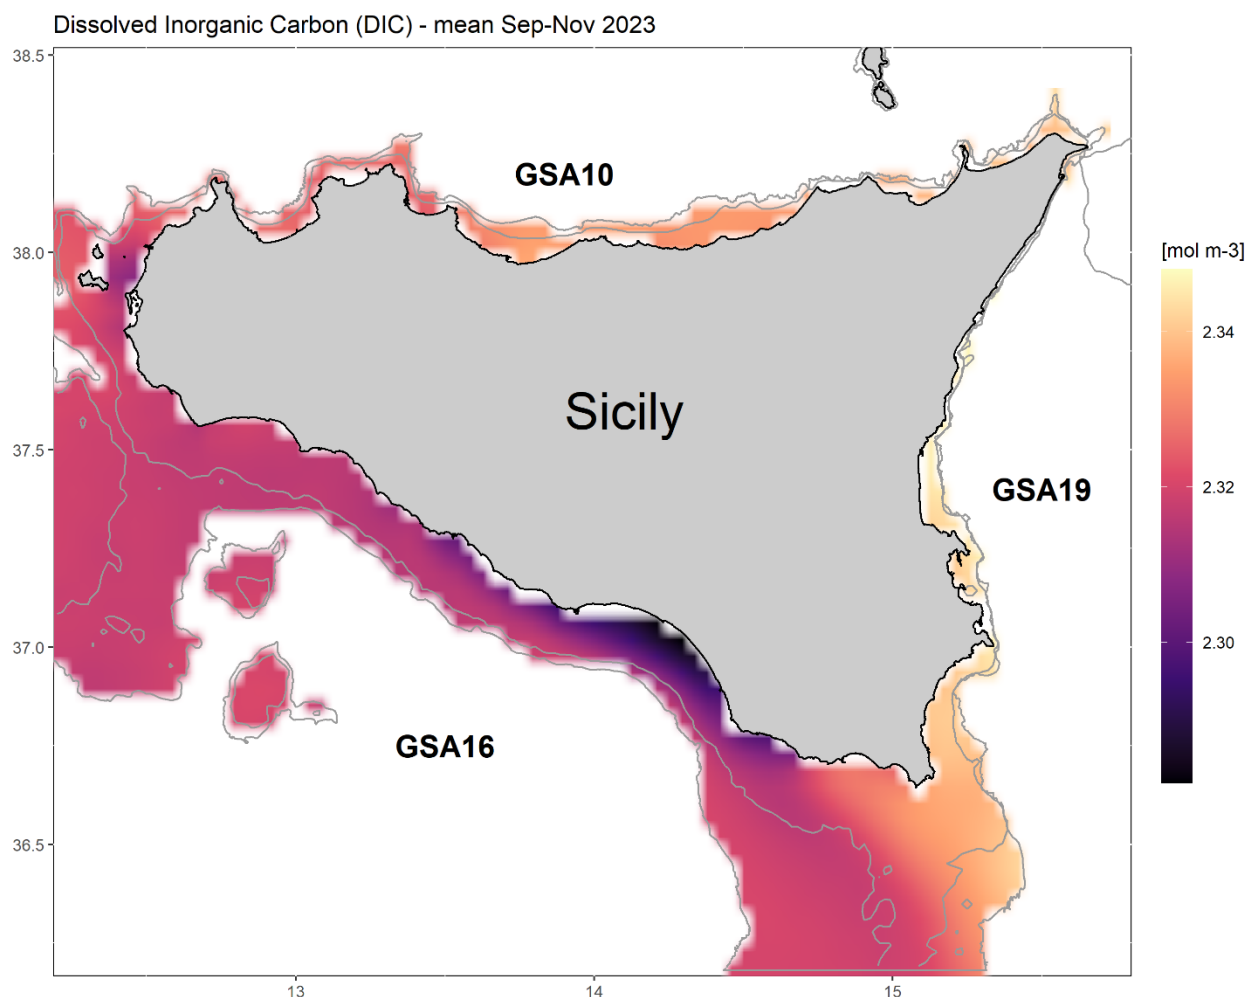 Dissolved Inorganic Carbon (DIC) - mean Sep-Nov 2023
38.5
GSA10
38.0
[mol m-3]
2.34
Sicily
37.5
GSA19
2.32
37.0
2.30
GSA16
36.5
13
14
15